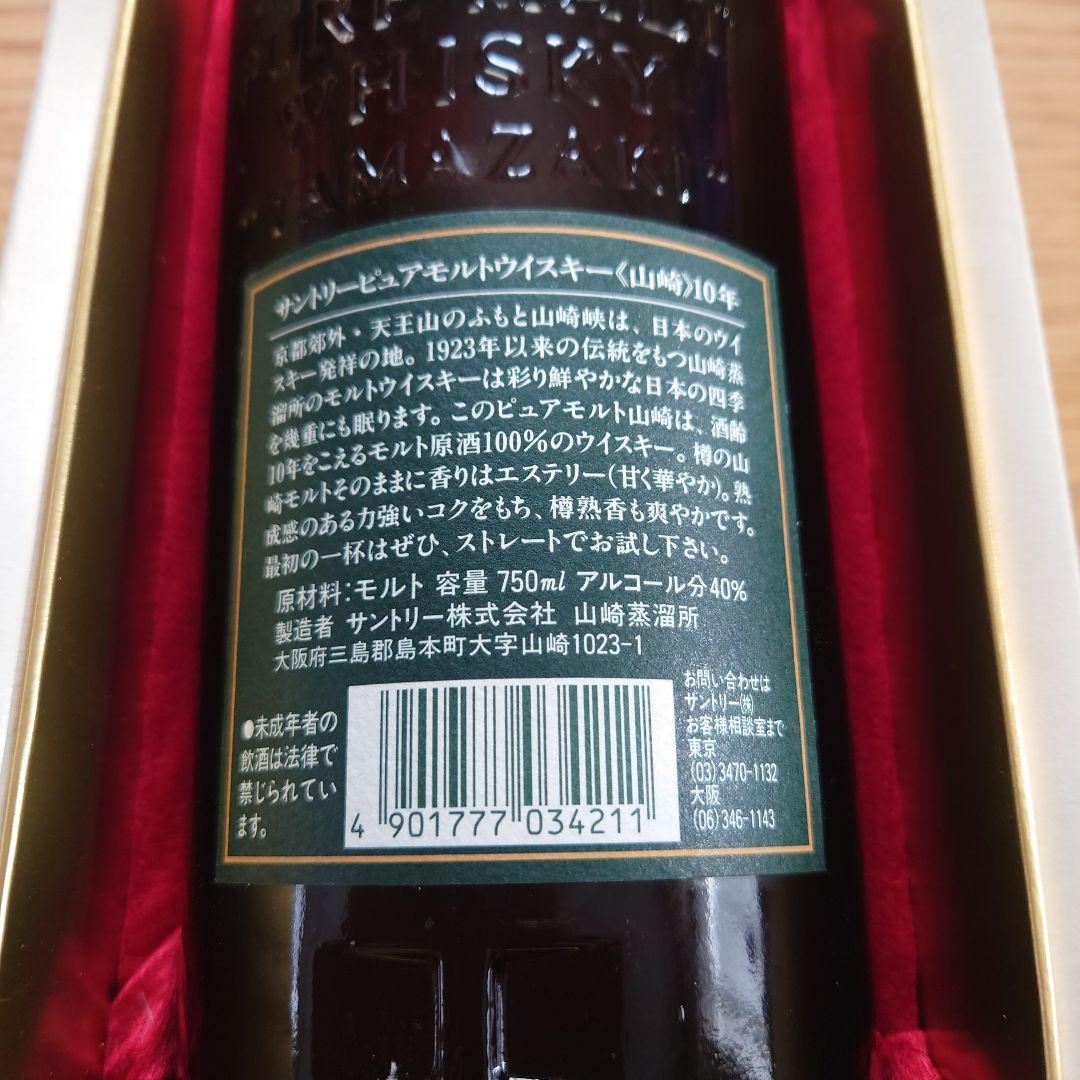 PURE MALT
WHISKY
"YAMAZAKI"
サントリーピュアモルトウイスキー《山崎》10年
京都郊外・天王山のふもと山崎峡は、日本のウイ
スキー発祥の地。1923年以来の伝統をもつ山崎蒸
溜所のモルトウイスキーは彩り鮮やかな日本の四季
を幾重にも眠ります。このピュアモルト山崎は、酒齢
10年をこえるモルト原酒100%のウイスキー。樽の山
崎モルトそのままに香りはエステリー(甘く華やか)。熟
成感のある力強いコクをもち、樽熟香も爽やかです。
最初の一杯はぜひ、ストレートでお試し下さい。
原材料:モルト 容量 750ml アルコール分40%
製造者 サントリー株式会社 山崎蒸溜所
大阪府三島郡島本町大字山崎1023-1
●未成年者の
飲酒は法律で
禁じられてい
ます。
4 901777 034211
お問い合わせは
サントリー㈱
お客様相談室まで
東京
(03)3470-1132
大阪
(06)346-1143